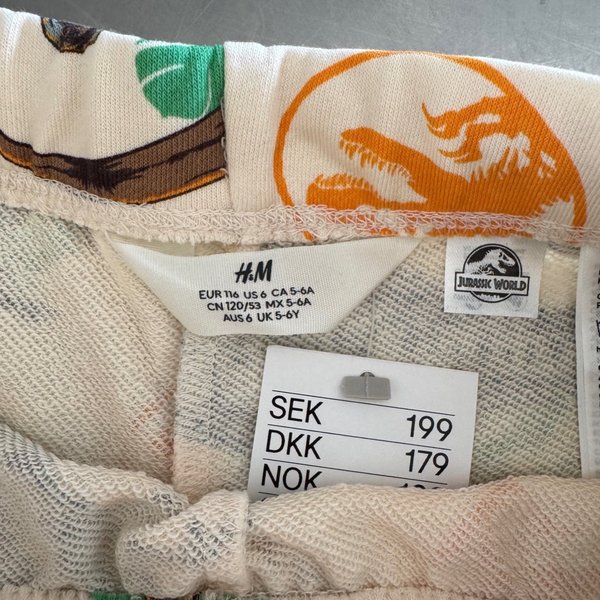 H&M
EUR 116 US 6 CA 5-6A
CN 120/53 MX 5-6A
AUS 6 UK 5-6Y
JURASSIC WORLD
SEK 199
DKK 179
NOK